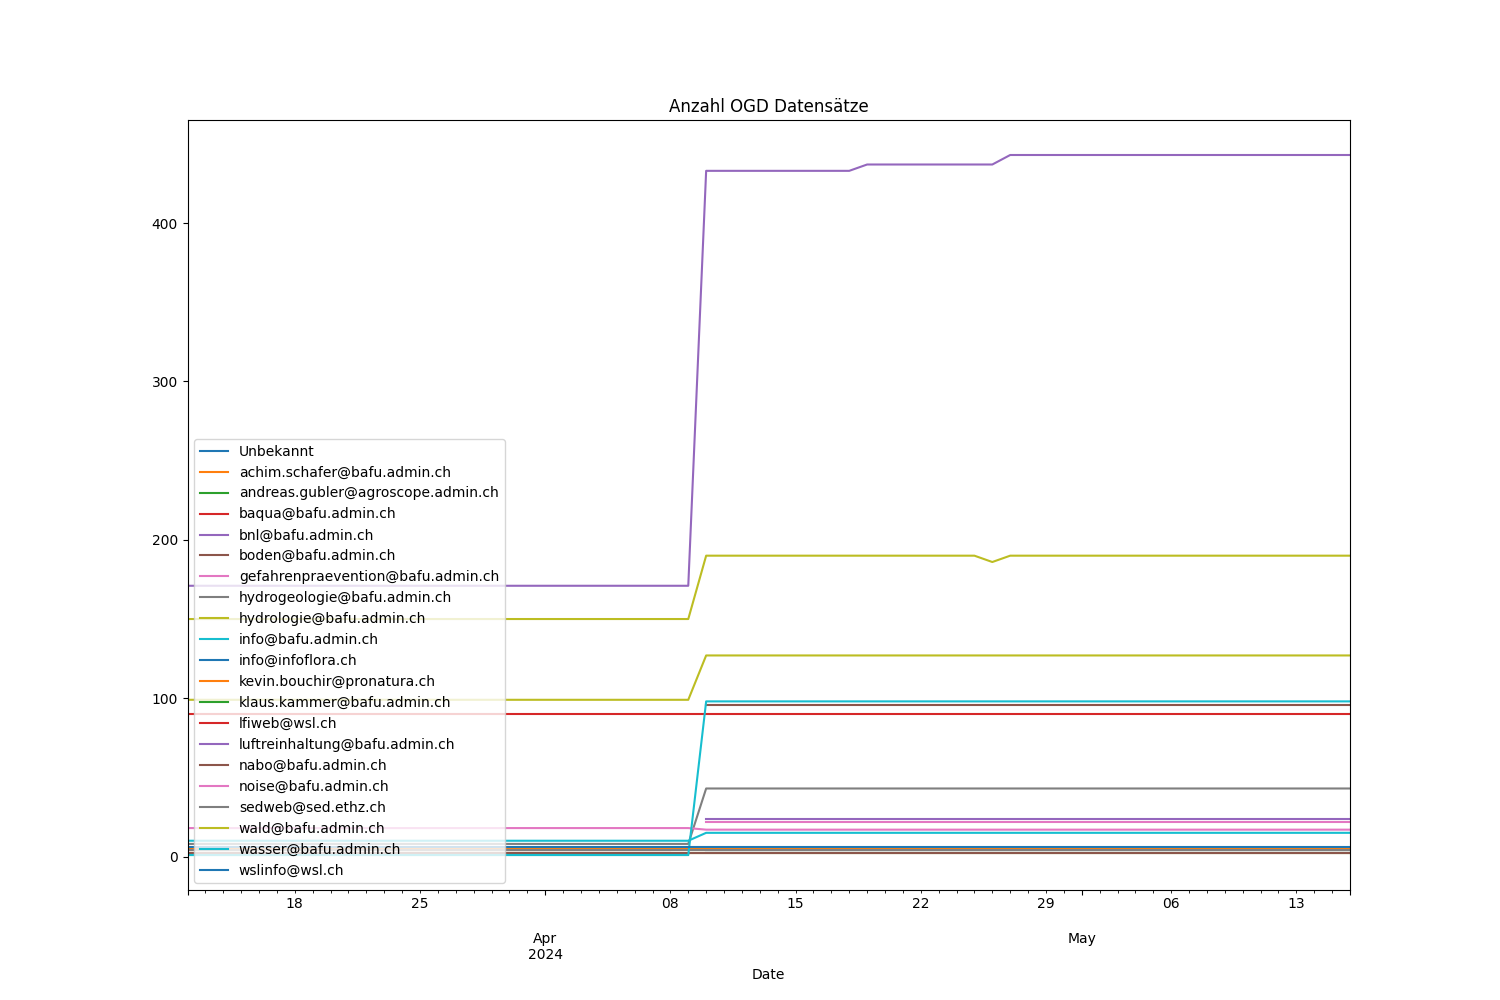 Anzahl OGD Datensätze
400
300
200
100
0
Unbekannt
achim.schafer@bafu.admin.ch
andreas.gubler@agroscope.admin.ch
baqua@bafu.admin.ch
bnl@bafu.admin.ch
boden@bafu.admin.ch
gefahrenpraevention@bafu.admin.ch
hydrogeologie@bafu.admin.ch
hydrologie@bafu.admin.ch
info@bafu.admin.ch
info@infoflora.ch
kevin.bouchir@pronatura.ch
klaus.kammer@bafu.admin.ch
lfiweb@wsl.ch
luftreinhaltung@bafu.admin.ch
nabo@bafu.admin.ch
noise@bafu.admin.ch
sedweb@sed.ethz.ch
wald@bafu.admin.ch
wasser@bafu.admin.ch
wslinfo@wsl.ch
18 25 08 15 22 29 06 13
Apr May
2024
Date